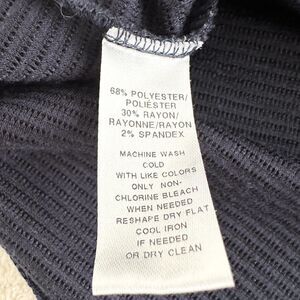 68% POLYESTER/
POLIÉSTER
30% RAYON/
RAYONNE/RAYON
2% SPANDEX
MACHINE WASH
COLD
WITH LIKE COLORS
ONLY NON-
CHLORINE BLEACH
WHEN NEEDED
RESHAPE DRY FLAT
COOL IRON
IF NEEDED
OR DRY CLEAN